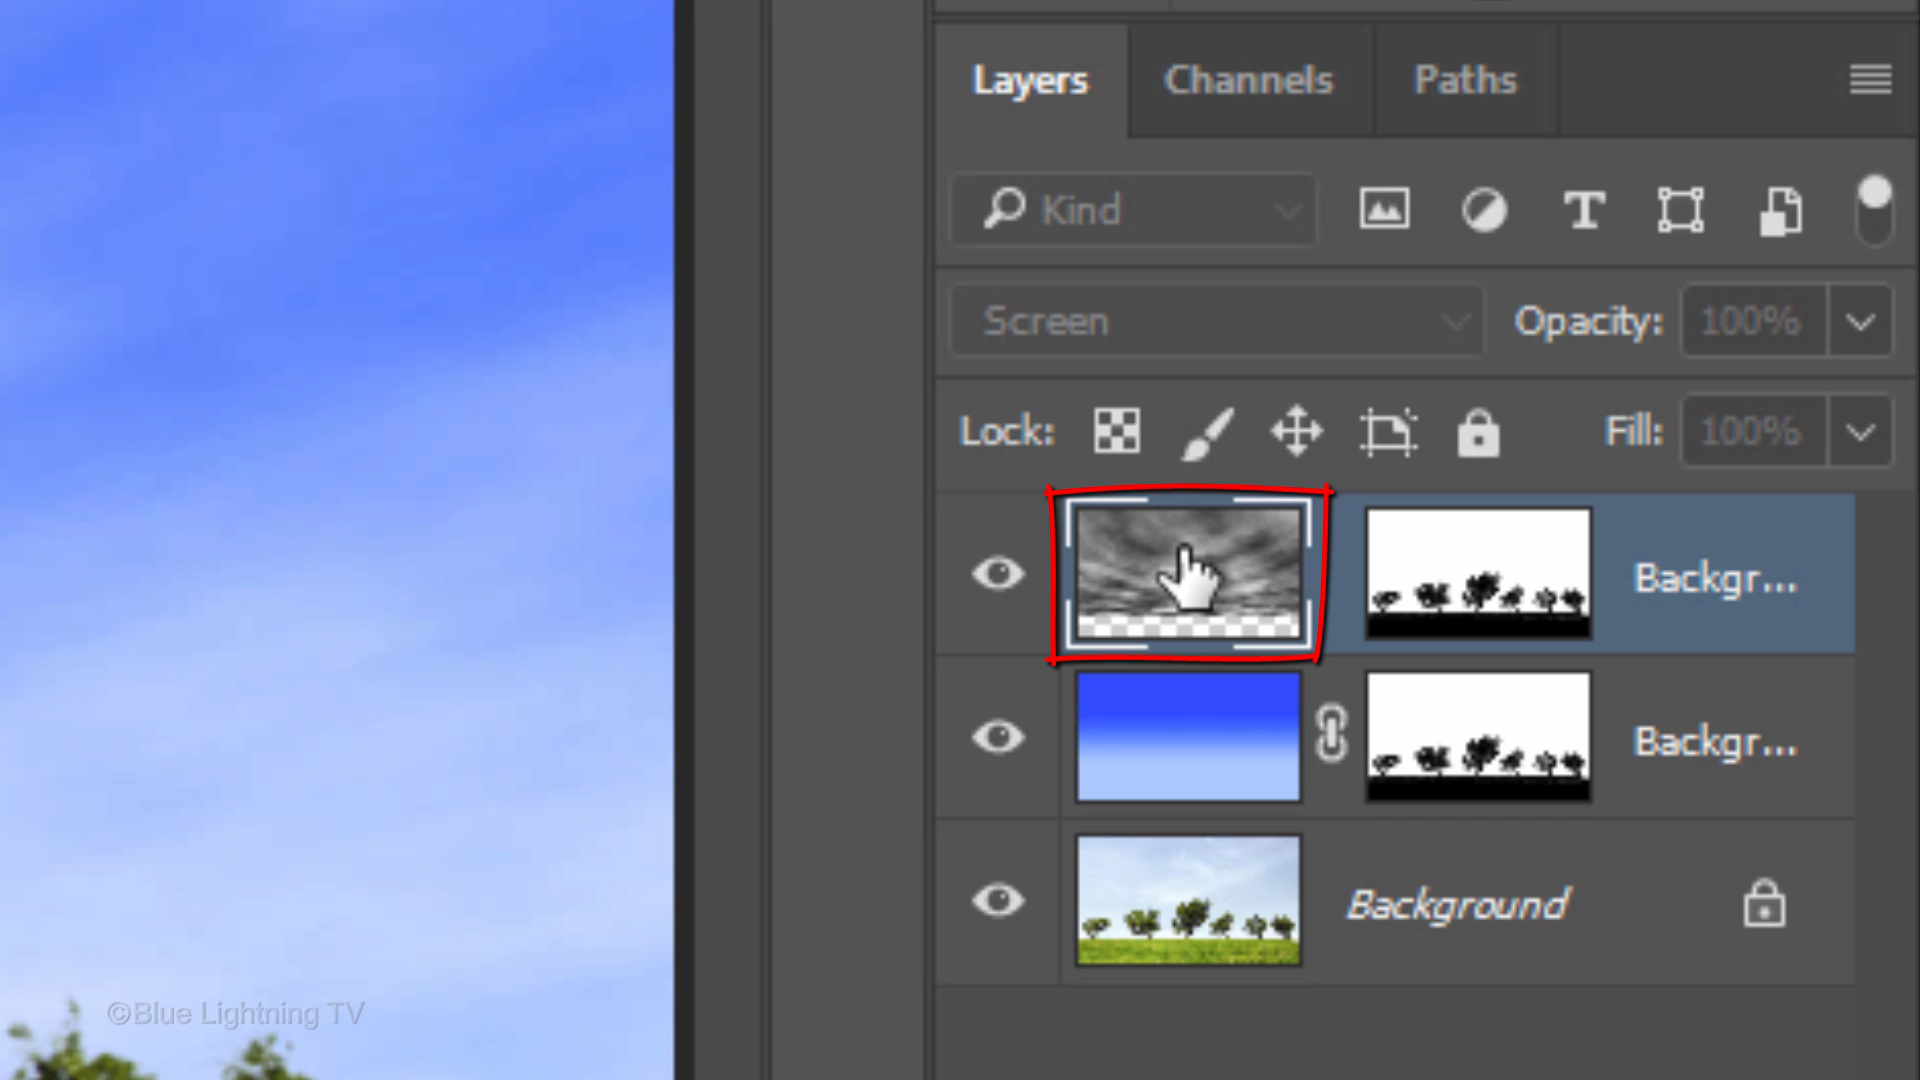 Layers Channels Paths
Kind T
Screen Opacity: 100%
Lock: Fill: 100%
Backgr...
Backgr...
Background
©Blue Lightning TV